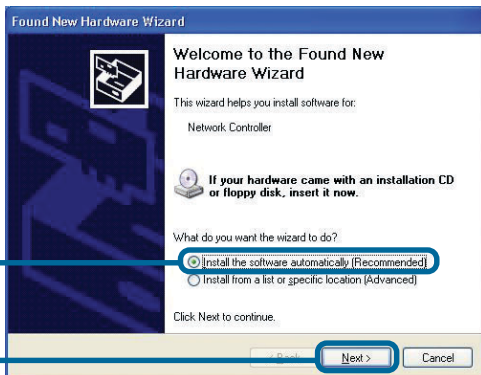 Found New Hardware Wizard
Welcome to the Found New
Hardware Wizard
This wizard helps you install software for:
Network Controller
If your hardware came with an installation CD
or floppy disk, insert it now.
What do you want the wizard to do?
Install the software automatically (Recommended)
Install from a list or specific location (Advanced)
Click Next to continue.
< Back Next > Cancel